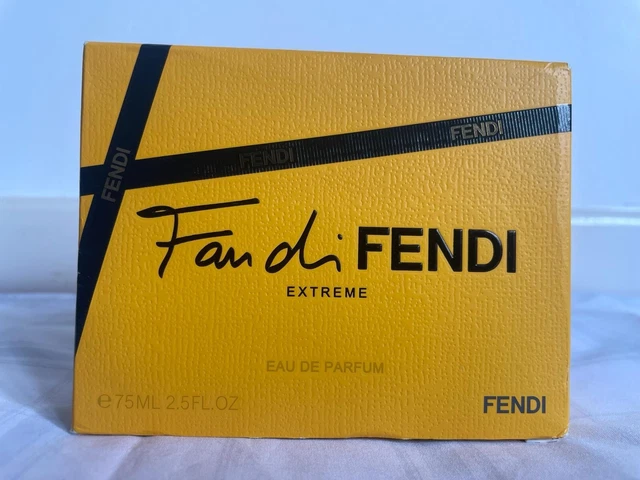 FENDI
FENDI
FENDI
Fan di FENDI
EXTREME
EAU DE PARFUM
e 75ML 2.5FL.OZ
FENDI